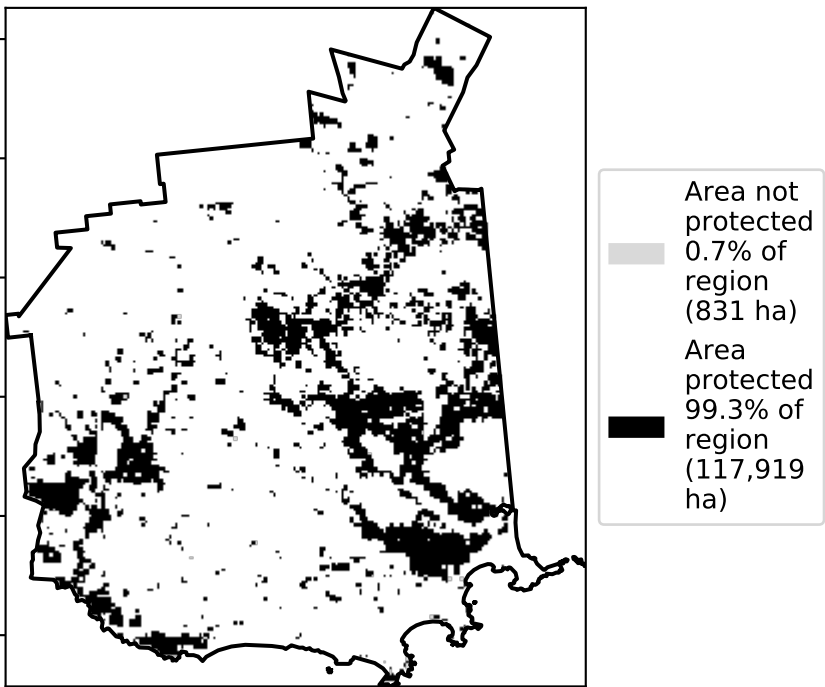 Area not
protected
0.7% of
region
(831 ha)
Area
protected
99.3% of
region
(117,919
ha)